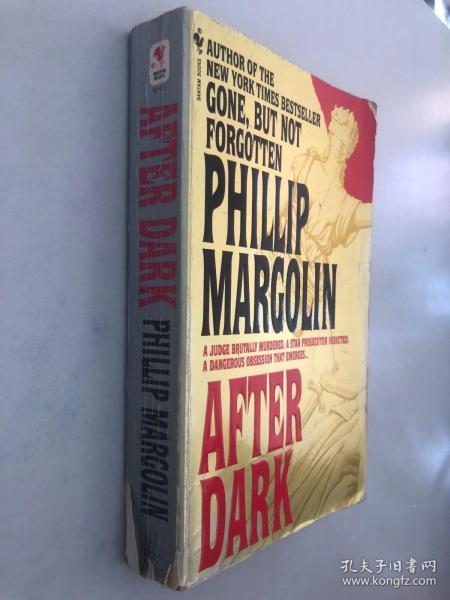 BANTAM BOOKS
AUTHOR OF THE
NEW YORK TIMES BESTSELLER
GONE, BUT NOT
FORGOTTEN
PHILLIP
MARGOLIN
A JUDGE BRUTALLY MURDERED. A STAR PROSECUTOR INDICTED.
A DANGEROUS OBSESSION THAT EMERGES...
AFTER
DARK
AFTER DARK PHILLIP MARGOLIN
孔夫子旧书网
www.kongfz.com